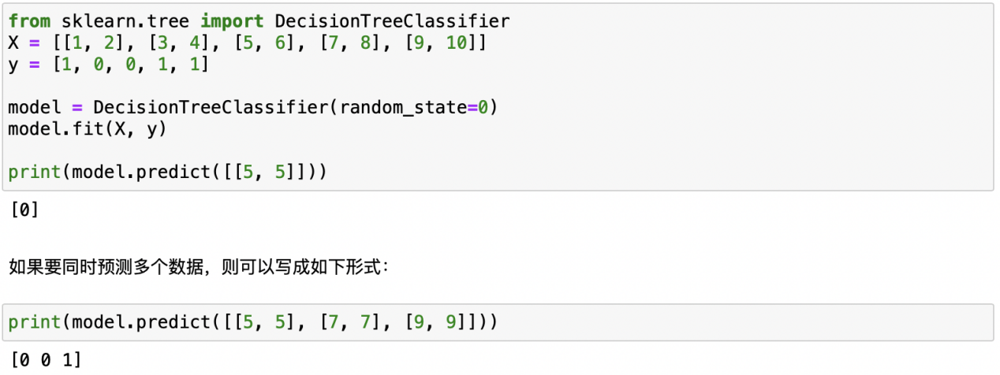 from sklearn.tree import DecisionTreeClassifier
X = [[1, 2], [3, 4], [5, 6], [7, 8], [9, 10]]
y = [1, 0, 0, 1, 1]
model = DecisionTreeClassifier(random_state=0)
model.fit(X, y)
print(model.predict([[5, 5]]))
[0]
如果要同时预测多个数据，则可以写成如下形式：
print(model.predict([[5, 5], [7, 7], [9, 9]]))
[0 0 1]